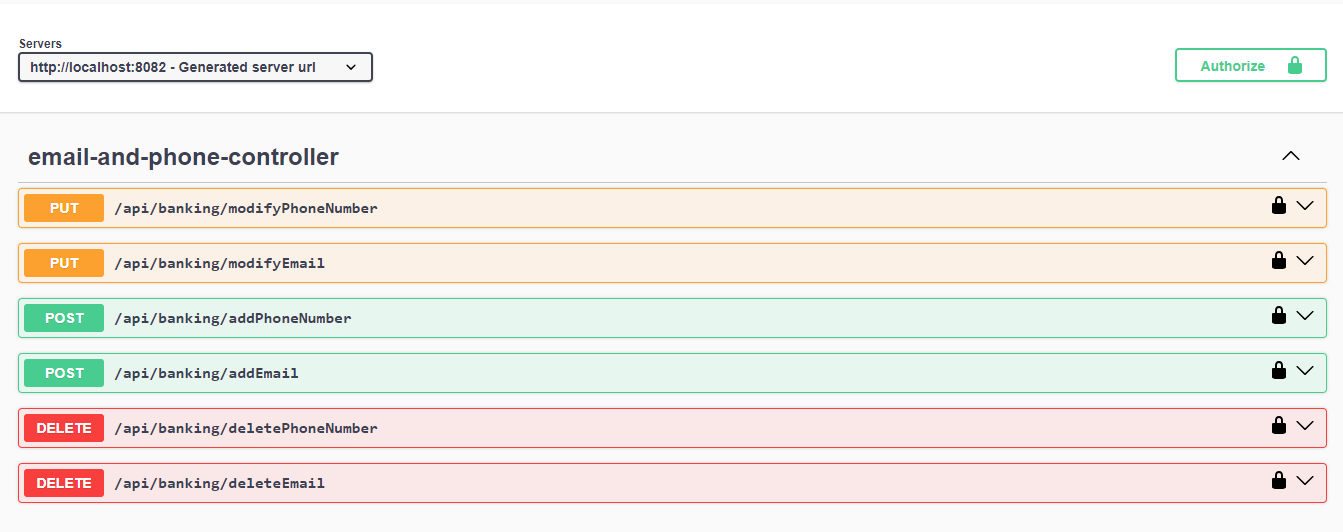 Servers
http://localhost:8082 - Generated server url
Authorize
email-and-phone-controller
PUT /api/banking/modifyPhoneNumber
PUT /api/banking/modifyEmail
POST /api/banking/addPhoneNumber
POST /api/banking/addEmail
DELETE /api/banking/deletePhoneNumber
DELETE /api/banking/deleteEmail